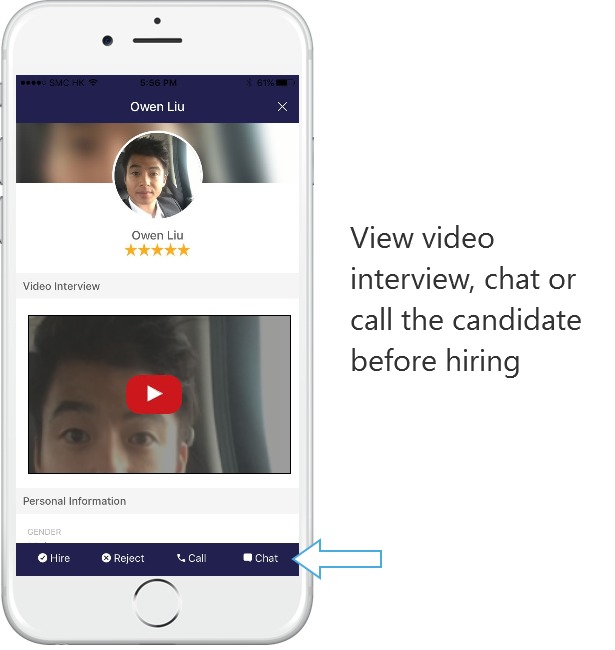 SMC HK 5:56 PM 61%
Owen Liu
Owen Liu
Video Interview
Personal Information
GENDER
Hire Reject Call Chat
View video
interview, chat or
call the candidate
before hiring